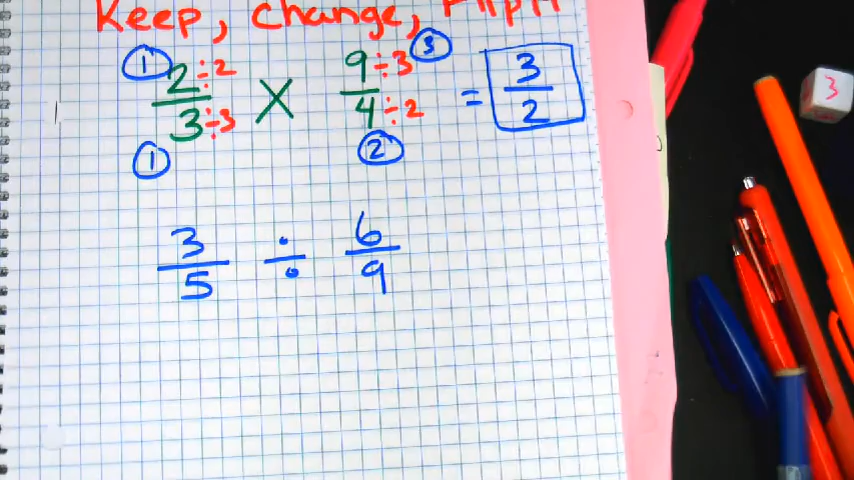 Keep, change, Flip!!
① 2 ÷2 / 3 ÷3 ① × 9 ÷3 ③ / 4 ÷2 ② = 3/2
3/5 ÷ 6/9
3